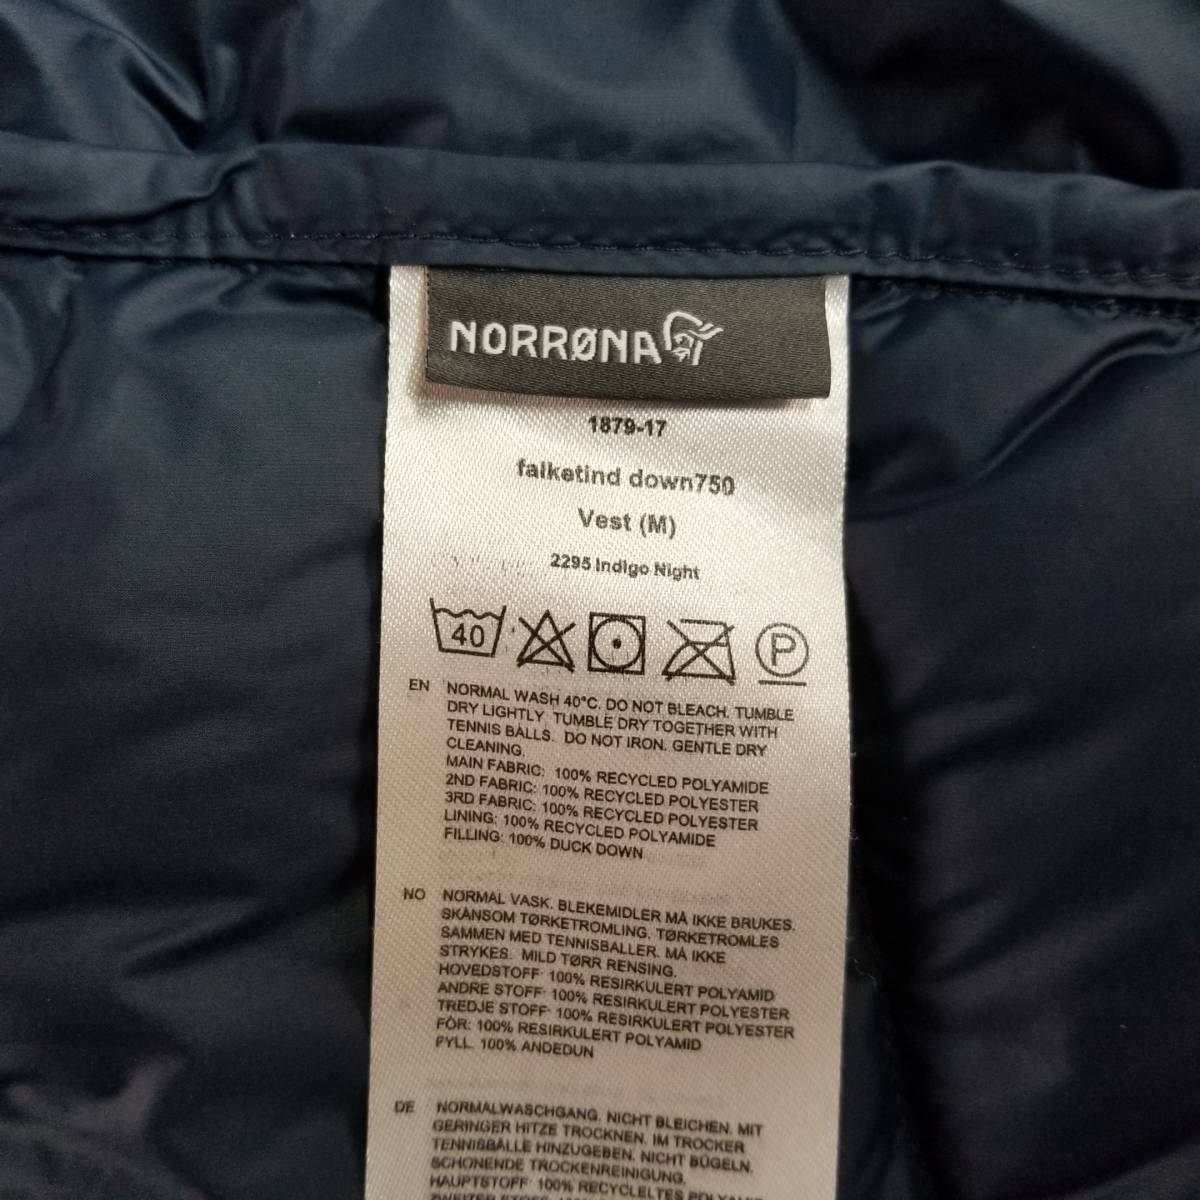 NORRØNA
1879-17
falketind down750
Vest (M)
2295 Indigo Night
40
P
EN NORMAL WASH 40°C. DO NOT BLEACH. TUMBLE
DRY LIGHTLY. TUMBLE DRY TOGETHER WITH
TENNIS BALLS. DO NOT IRON. GENTLE DRY
CLEANING.
MAIN FABRIC: 100% RECYCLED POLYAMIDE
2ND FABRIC: 100% RECYCLED POLYESTER
3RD FABRIC: 100% RECYCLED POLYESTER
LINING: 100% RECYCLED POLYAMIDE
FILLING: 100% DUCK DOWN
NO NORMAL VASK. BLEKEMIDLER MÅ IKKE BRUKES.
SKÅNSOM TØRKETROMLING. TØRKETROMLES
SAMMEN MED TENNISBALLER. MÅ IKKE
STRYKES. MILD TØRR RENSING.
HOVEDSTOFF: 100% RESIRKULERT POLYAMID
ANDRE STOFF: 100% RESIRKULERT POLYESTER
TREDJE STOFF: 100% RESIRKULERT POLYESTER
FÔR: 100% RESIRKULERT POLYAMID
FYLL. 100% ANDEDUN
DE NORMALWASCHGANG. NICHT BLEICHEN. MIT
GERINGER HITZE TROCKNEN. IM TROCKER
TENNISBÄLLE HINZUGEBEN. NICHT BÜGELN.
SCHONENDE TROCKENREINIGUNG.
HAUPTSTOFF: 100% RECYCLELTES POLYAMID